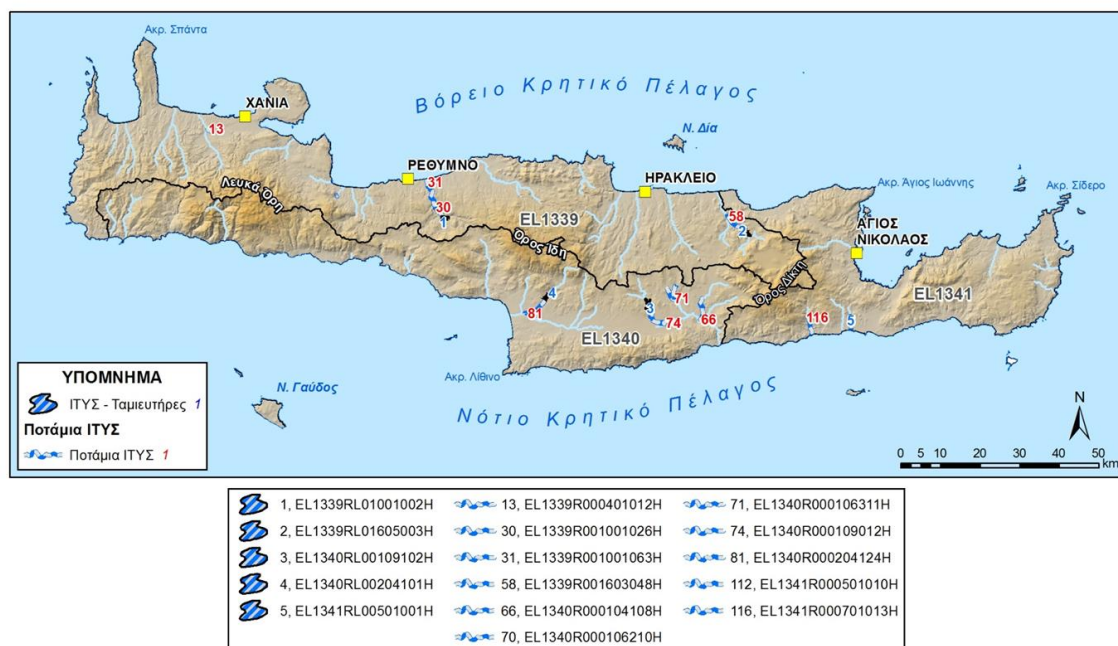 Ακρ. Σπάντα
ΧΑΝΙΑ
13
Βόρειο Κρητικό Πέλαγος
Ν. Δία
ΡΕΘΥΜΝΟ
31
30
1
Λευκά Όρη
ΗΡΑΚΛΕΙΟ
EL1339
58
2
Ακρ. Άγιος Ιωάννης
Ακρ. Σίδερο
ΑΓΙΟΣ
ΝΙΚΟΛΑΟΣ
Όρος Ίδη
Όρος Δίκτη
4
81
3
71
74
66
116
5
EL1341
EL1340
Ακρ. Λίθινο
Ν. Γαύδος
Νότιο Κρητικό Πέλαγος
ΥΠΟΜΝΗΜΑ
ΙΤΥΣ - Ταμιευτήρες 1
Ποτάμια ΙΤΥΣ
Ποτάμια ΙΤΥΣ 1
N
0 5 10 20 30 40 50
km
1, EL1339RL01001002H
2, EL1339RL01605003H
3, EL1340RL00109102H
4, EL1340RL00204101H
5, EL1341RL00501001H
13, EL1339R000401012H
30, EL1339R001001026H
31, EL1339R001001063H
58, EL1339R001603048H
66, EL1340R000104108H
70, EL1340R000106210H
71, EL1340R000106311H
74, EL1340R000109012H
81, EL1340R000204124H
112, EL1341R000501010H
116, EL1341R000701013H